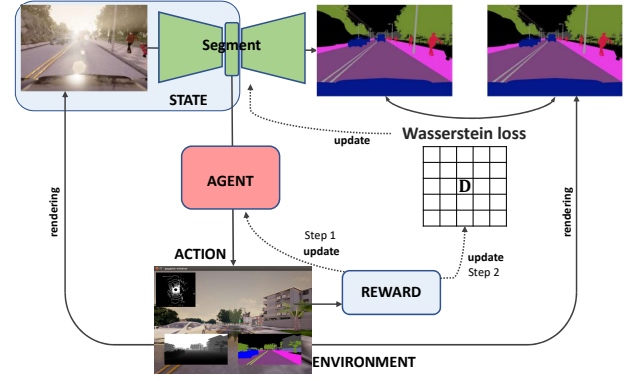 Segment
STATE
Wasserstein loss
update
D
AGENT
rendering
rendering
Step 1
update
ACTION
update
Step 2
REWARD
ENVIRONMENT